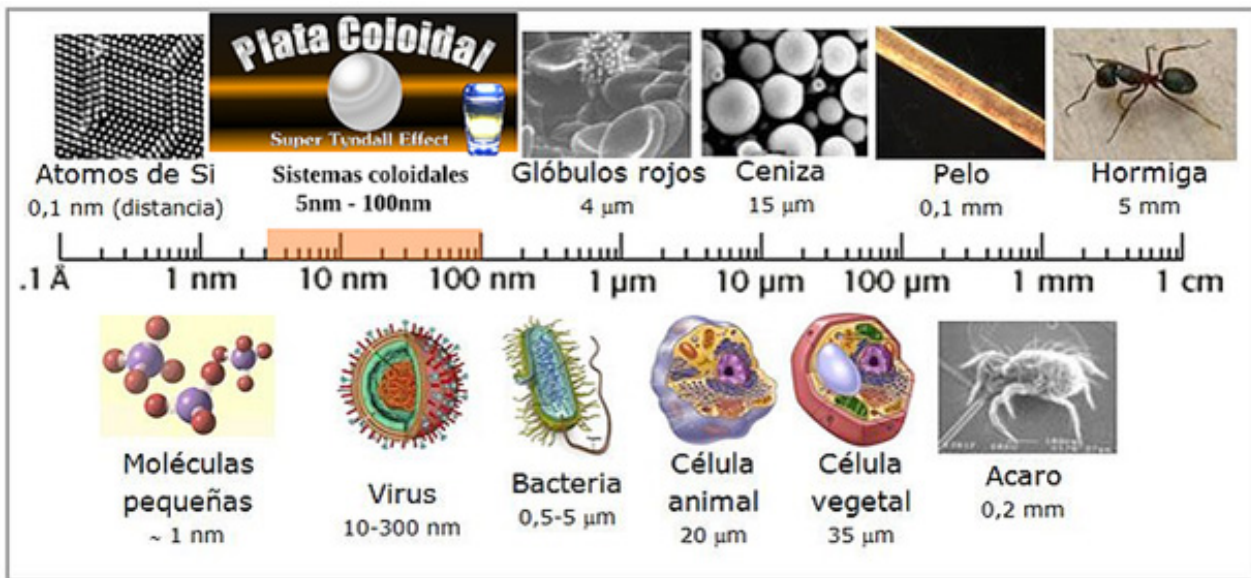 Plata Coloidal
Super Tyndall Effect
Atomos de Si
0,1 nm (distancia)
Sistemas coloidales
5nm - 100nm
Glóbulos rojos
4 μm
Ceniza
15 μm
Pelo
0,1 mm
Hormiga
5 mm
.1 Å 1 nm 10 nm 100 nm 1 μm 10 μm 100 μm 1 mm 1 cm
Moléculas
pequeñas
~ 1 nm
Virus
10-300 nm
Bacteria
0,5-5 μm
Célula
animal
20 μm
Célula
vegetal
35 μm
Acaro
0,2 mm